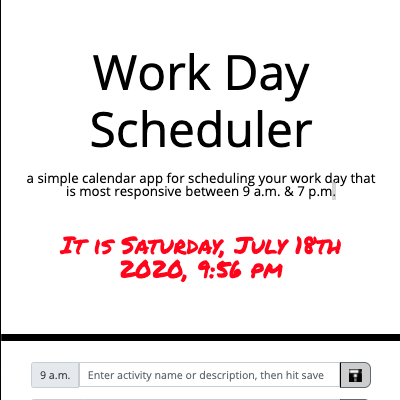 Work Day
Scheduler
a simple calendar app for scheduling your work day that
is most responsive between 9 a.m. & 7 p.m.
It is Saturday, July 18th
2020, 9:56 pm
9 a.m. Enter activity name or description, then hit save